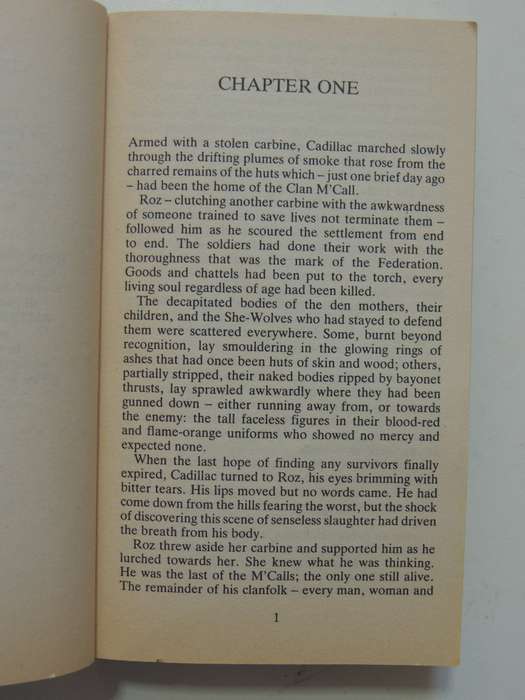 CHAPTER ONE
Armed with a stolen carbine, Cadillac marched slowly
through the drifting plumes of smoke that rose from the
charred remains of the huts which – just one brief day ago
– had been the home of the Clan M'Call.
Roz – clutching another carbine with the awkwardness
of someone trained to save lives not terminate them –
followed him as he scoured the settlement from end
to end. The soldiers had done their work with the
thoroughness that was the mark of the Federation.
Goods and chattels had been put to the torch, every
living soul regardless of age had been killed.
The decapitated bodies of the den mothers, their
children, and the She-Wolves who had stayed to defend
them were scattered everywhere. Some, burnt beyond
recognition, lay smouldering in the glowing rings of
ashes that had once been huts of skin and wood; others,
partially stripped, their naked bodies ripped by bayonet
thrusts, lay sprawled awkwardly where they had been
gunned down – either running away from, or towards
the enemy: the tall faceless figures in their blood-red
and flame-orange uniforms who showed no mercy and
expected none.
When the last hope of finding any survivors finally
expired, Cadillac turned to Roz, his eyes brimming with
bitter tears. His lips moved but no words came. He had
come down from the hills fearing the worst, but the shock
of discovering this scene of senseless slaughter had driven
the breath from his body.
Roz threw aside her carbine and supported him as he
lurched towards her. She knew what he was thinking.
He was the last of the M'Calls; the only one still alive.
The remainder of his clanfolk – every man, woman and
1